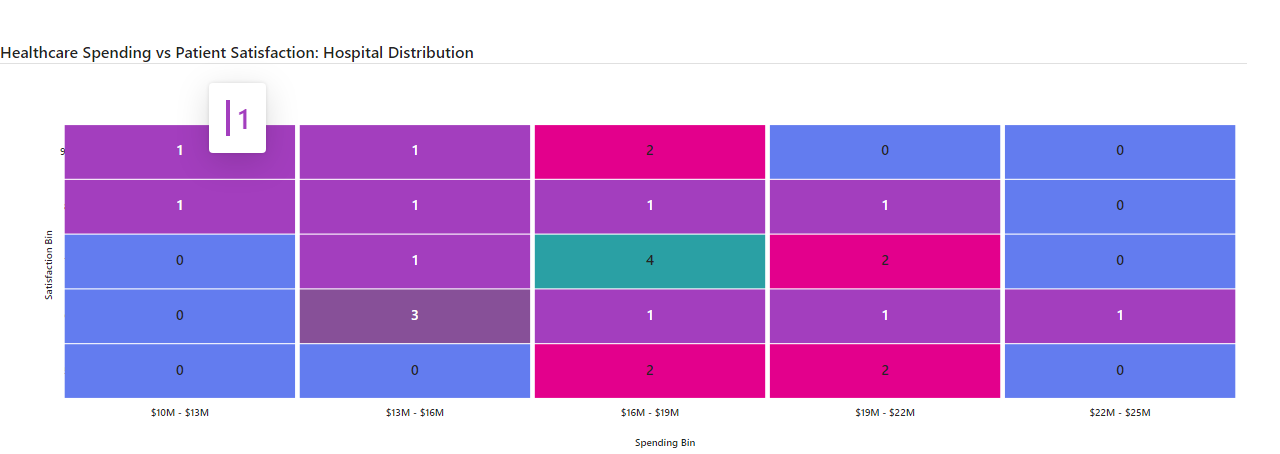 Healthcare Spending vs Patient Satisfaction: Hospital Distribution
1
1 1 2 0 0
9
1 1 1 1 0
Satisfaction Bin
0 1 4 2 0
0 3 1 1 1
0 0 2 2 0
$10M - $13M $13M - $16M $16M - $19M $19M - $22M $22M - $25M
Spending Bin